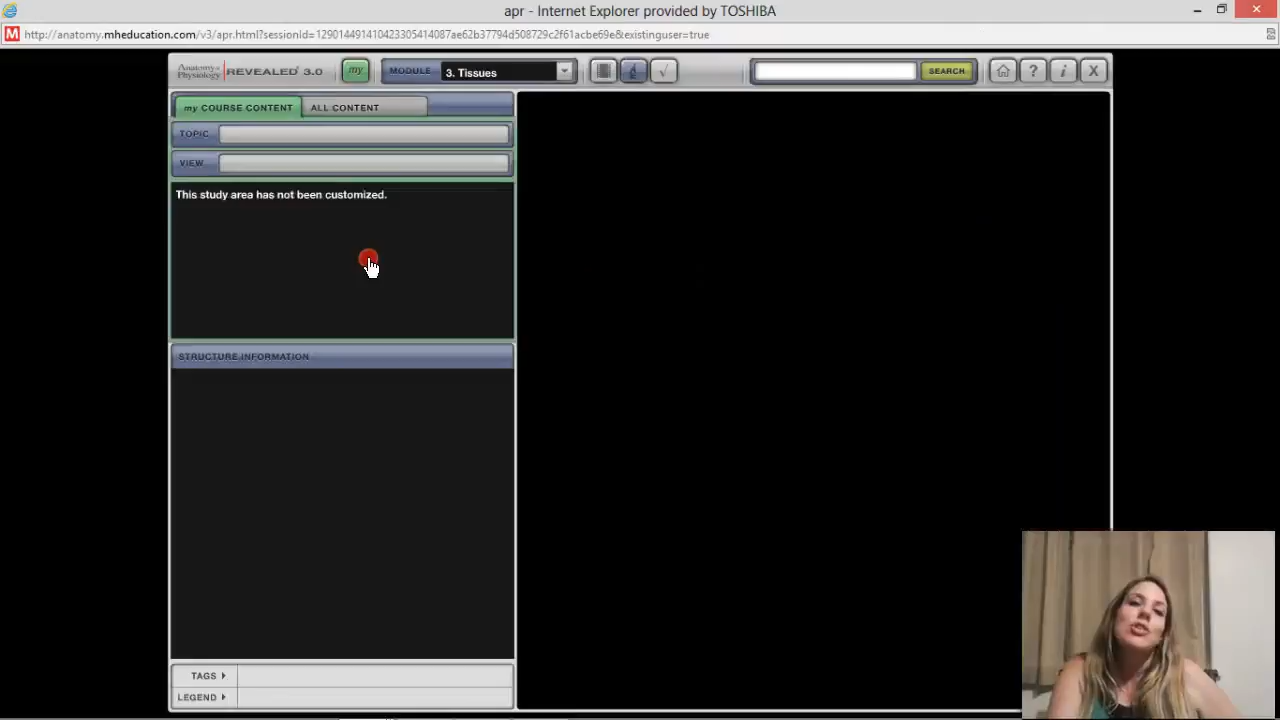 apr - Internet Explorer provided by TOSHIBA
M http://anatomy.mheducation.com/v3/apr.html?sessionId=129014491410423305414087ae62b37794d508729c2f61acbe69e&existinguser=true
Anatomy & Physiology REVEALED 3.0 my MODULE 3. Tissues SEARCH ? i X
my COURSE CONTENT ALL CONTENT
TOPIC
VIEW
This study area has not been customized.
STRUCTURE INFORMATION
TAGS
LEGEND